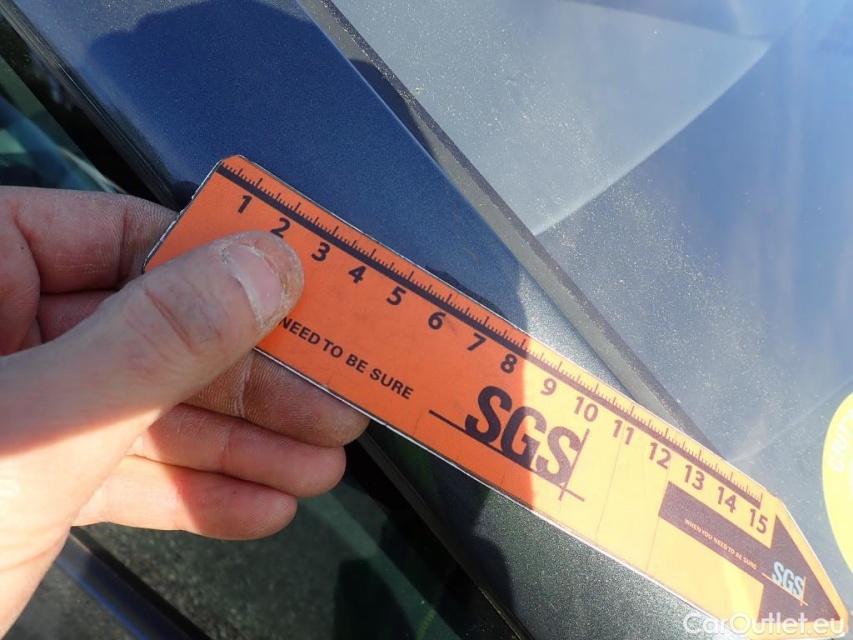 1 2 3 4 5 6 7 8 9 10 11 12 13 14 15
NEED TO BE SURE
SGS
WHEN YOU NEED TO BE SURE
SGS
CarOutlet.eu